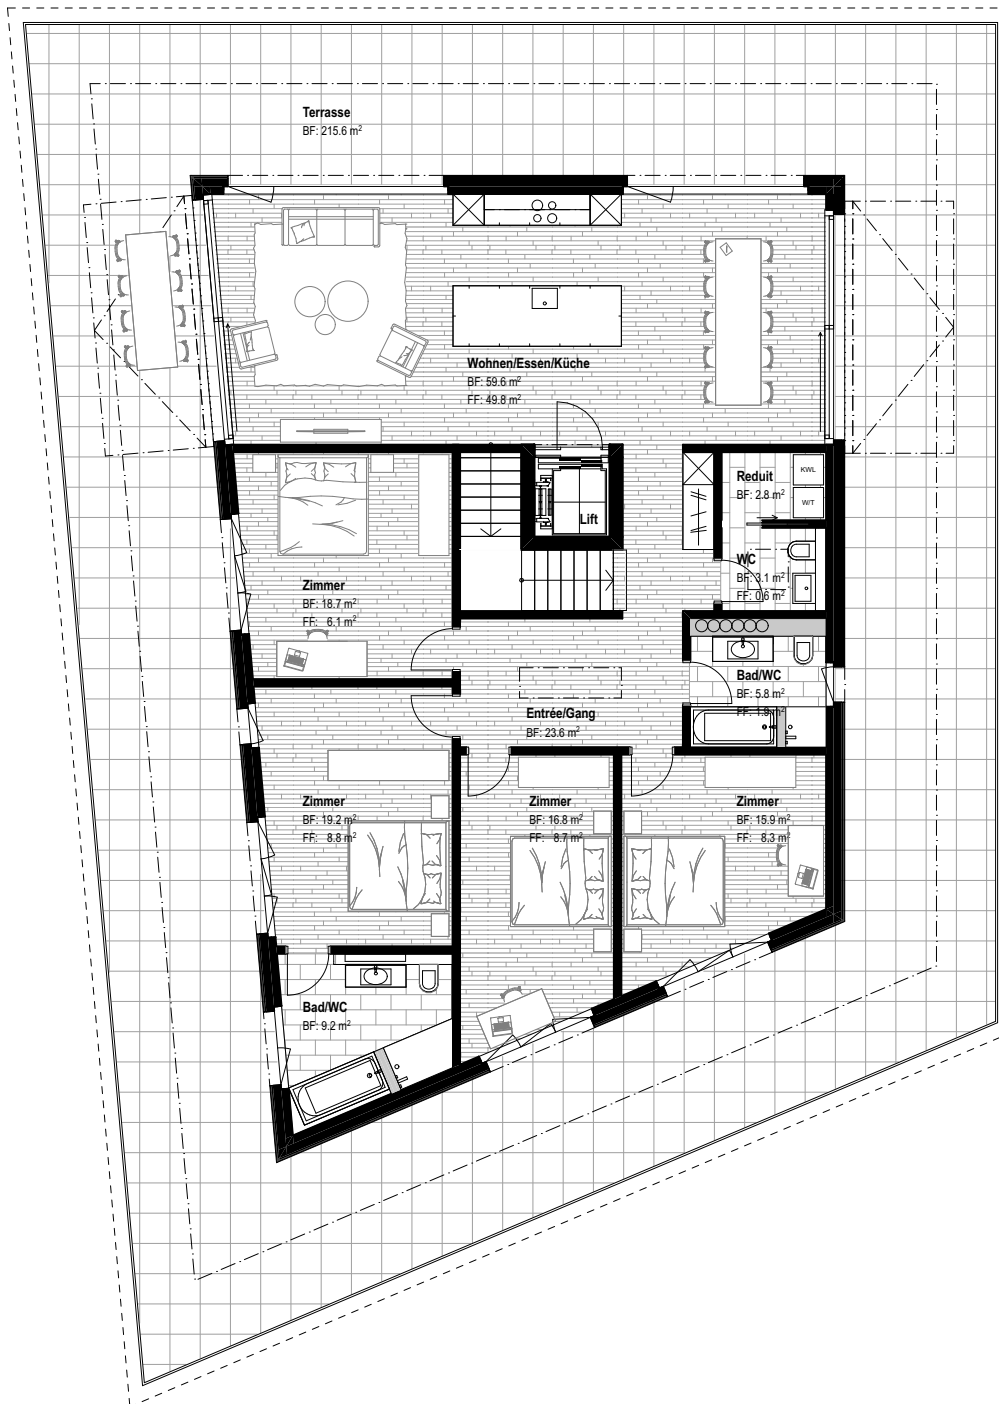 Terrasse
BF: 215.6 m²
Wohnen/Essen/Küche
BF: 59.6 m²
FF: 49.8 m²
Reduit
BF: 2.8 m²
KWL
W/T
Lift
WC
BF: 3.1 m²
FF: 0.6 m²
Zimmer
BF: 18.7 m²
FF: 6.1 m²
Bad/WC
BF: 5.8 m²
FF: 1.9 m²
Entrée/Gang
BF: 23.6 m²
Zimmer
BF: 19.2 m²
FF: 8.8 m²
Zimmer
BF: 16.8 m²
FF: 8.7 m²
Zimmer
BF: 15.9 m²
FF: 8.3 m²
Bad/WC
BF: 9.2 m²